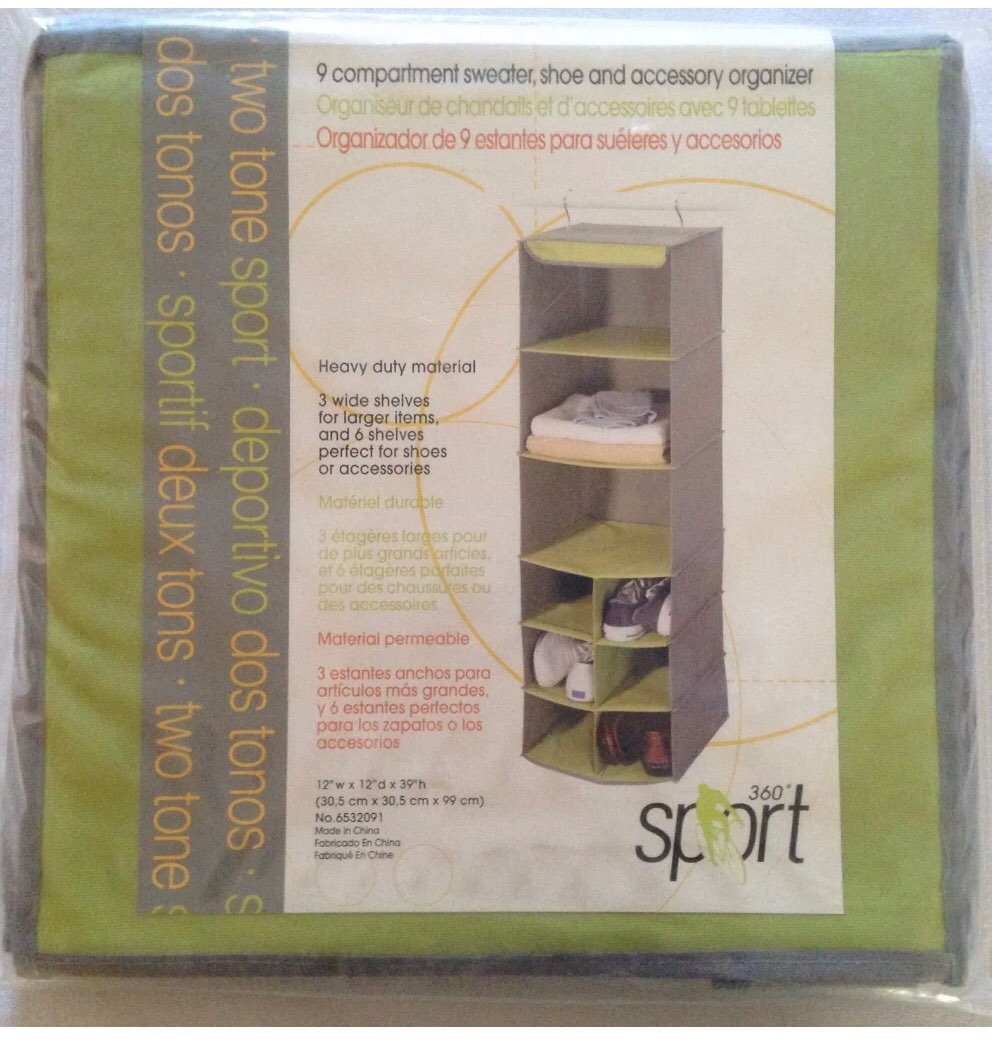 two tone sport · deportivo dos tonos · s
dos tonos · sportif deux tons · two tone s
9 compartment sweater, shoe and accessory organizer
Organiseur de chandails et d'accessoires avec 9 tablettes
Organizador de 9 estantes para suéteres y accesorios
Heavy duty material
3 wide shelves
for larger items,
and 6 shelves
perfect for shoes
or accessories
Matériel durable
3 étagères larges pour
de plus grands articles,
et 6 étagères parfaites
pour des chaussures ou
des accessoires
Material permeable
3 estantes anchos para
artículos más grandes,
y 6 estantes perfectos
para los zapatos o los
accesorios
12"w x 12"d x 39"h
(30,5 cm x 30,5 cm x 99 cm)
No.6532091
Made in China
Fabricado En China
Fabriqué En Chine
360°
sport